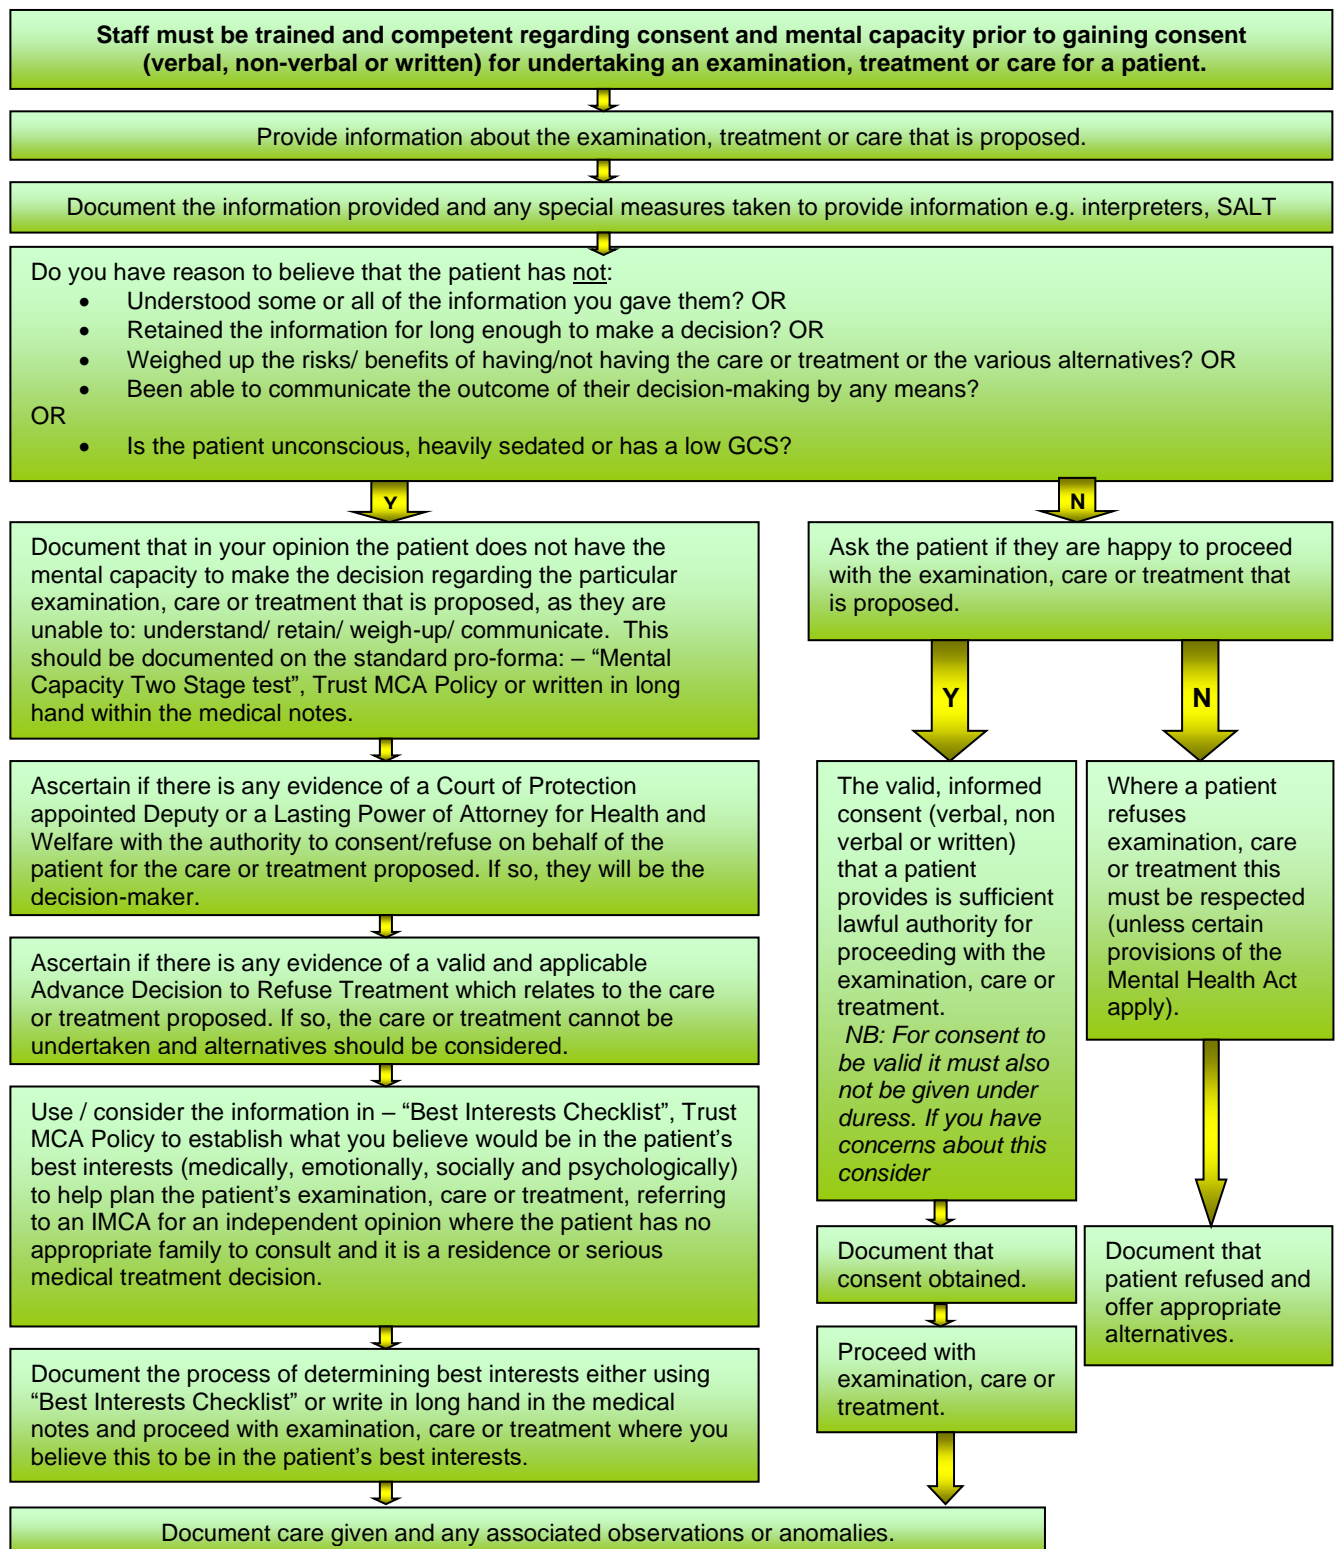 Staff must be trained and competent regarding consent and mental capacity prior to gaining consent
(verbal, non-verbal or written) for undertaking an examination, treatment or care for a patient.
Provide information about the examination, treatment or care that is proposed.
Document the information provided and any special measures taken to provide information e.g. interpreters, SALT
Do you have reason to believe that the patient has not:
• Understood some or all of the information you gave them? OR
• Retained the information for long enough to make a decision? OR
• Weighed up the risks/ benefits of having/not having the care or treatment or the various alternatives? OR
• Been able to communicate the outcome of their decision-making by any means?
OR
• Is the patient unconscious, heavily sedated or has a low GCS?
Y
Document that in your opinion the patient does not have the
mental capacity to make the decision regarding the particular
examination, care or treatment that is proposed, as they are
unable to: understand/ retain/ weigh-up/ communicate. This
should be documented on the standard pro-forma: – “Mental
Capacity Two Stage test”, Trust MCA Policy or written in long
hand within the medical notes.
Ascertain if there is any evidence of a Court of Protection
appointed Deputy or a Lasting Power of Attorney for Health and
Welfare with the authority to consent/refuse on behalf of the
patient for the care or treatment proposed. If so, they will be the
decision-maker.
Ascertain if there is any evidence of a valid and applicable
Advance Decision to Refuse Treatment which relates to the care
or treatment proposed. If so, the care or treatment cannot be
undertaken and alternatives should be considered.
Use / consider the information in – “Best Interests Checklist”, Trust
MCA Policy to establish what you believe would be in the patient’s
best interests (medically, emotionally, socially and psychologically)
to help plan the patient’s examination, care or treatment, referring
to an IMCA for an independent opinion where the patient has no
appropriate family to consult and it is a residence or serious
medical treatment decision.
Document the process of determining best interests either using
“Best Interests Checklist” or write in long hand in the medical
notes and proceed with examination, care or treatment where you
believe this to be in the patient’s best interests.
N
Ask the patient if they are happy to proceed
with the examination, care or treatment that
is proposed.
Y
The valid, informed
consent (verbal, non
verbal or written)
that a patient
provides is sufficient
lawful authority for
proceeding with the
examination, care or
treatment.
NB: For consent to
be valid it must also
not be given under
duress. If you have
concerns about this
consider
Document that
consent obtained.
Proceed with
examination, care or
treatment.
N
Where a patient
refuses
examination, care
or treatment this
must be respected
(unless certain
provisions of the
Mental Health Act
apply).
Document that
patient refused and
offer appropriate
alternatives.
Document care given and any associated observations or anomalies.